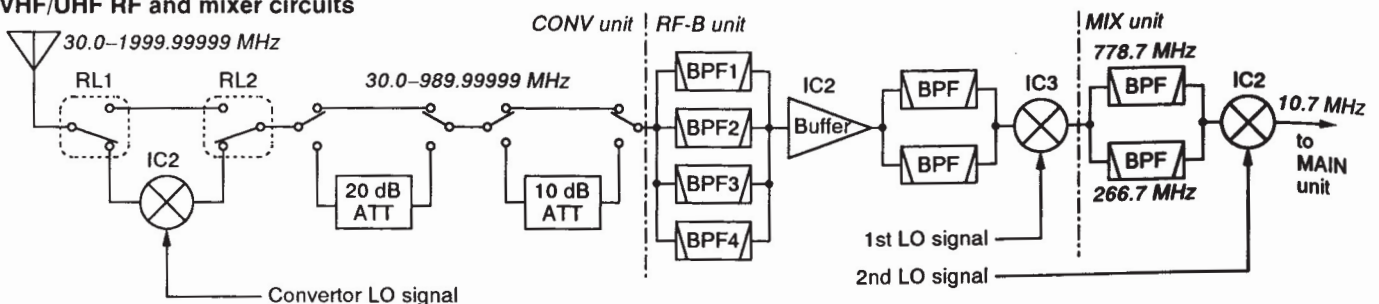 VHF/UHF RF and mixer circuits
CONV unit
RF-B unit
MIX unit
30.0–1999.99999 MHz
RL1
RL2
30.0–989.99999 MHz
IC2
20 dB
ATT
10 dB
ATT
Convertor LO signal
BPF1
BPF2
BPF3
BPF4
IC2
Buffer
BPF
BPF
IC3
1st LO signal
2nd LO signal
778.7 MHz
BPF
BPF
266.7 MHz
IC2
10.7 MHz
to
MAIN
unit